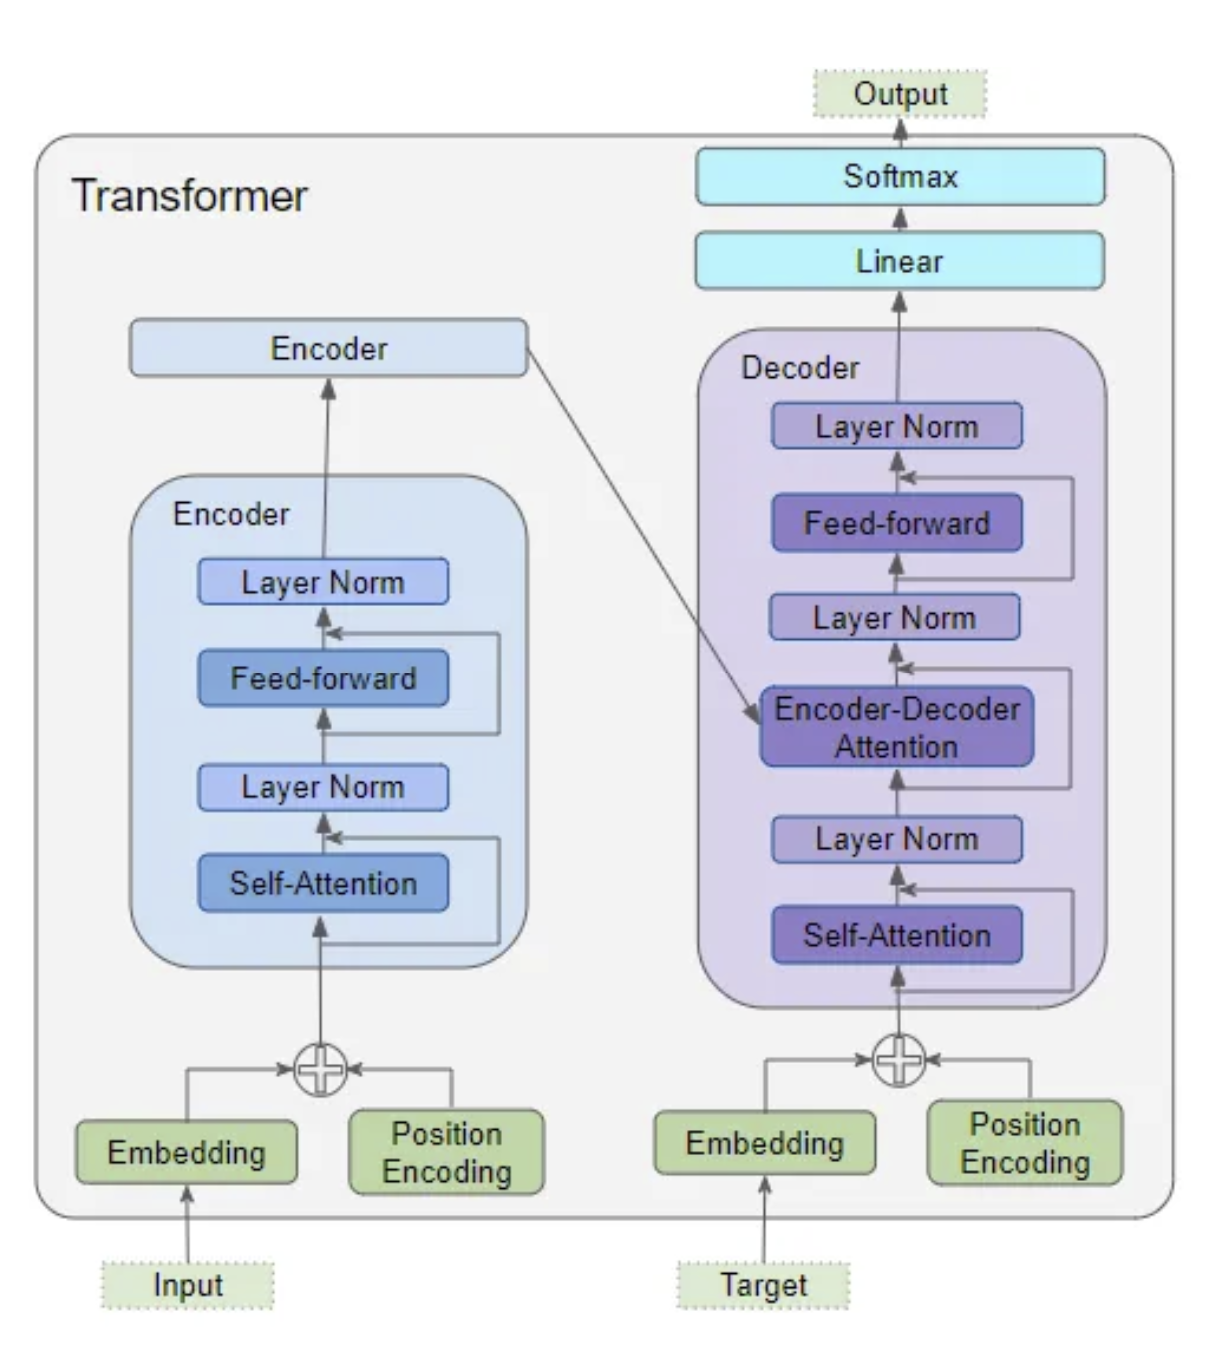 Output
Softmax
Transformer
Linear
Encoder
Decoder
Layer Norm
Feed-forward
Layer Norm
Encoder-Decoder
Attention
Layer Norm
Self-Attention
Encoder
Layer Norm
Feed-forward
Layer Norm
Self-Attention
Embedding
Position
Encoding
Embedding
Position
Encoding
Input
Target